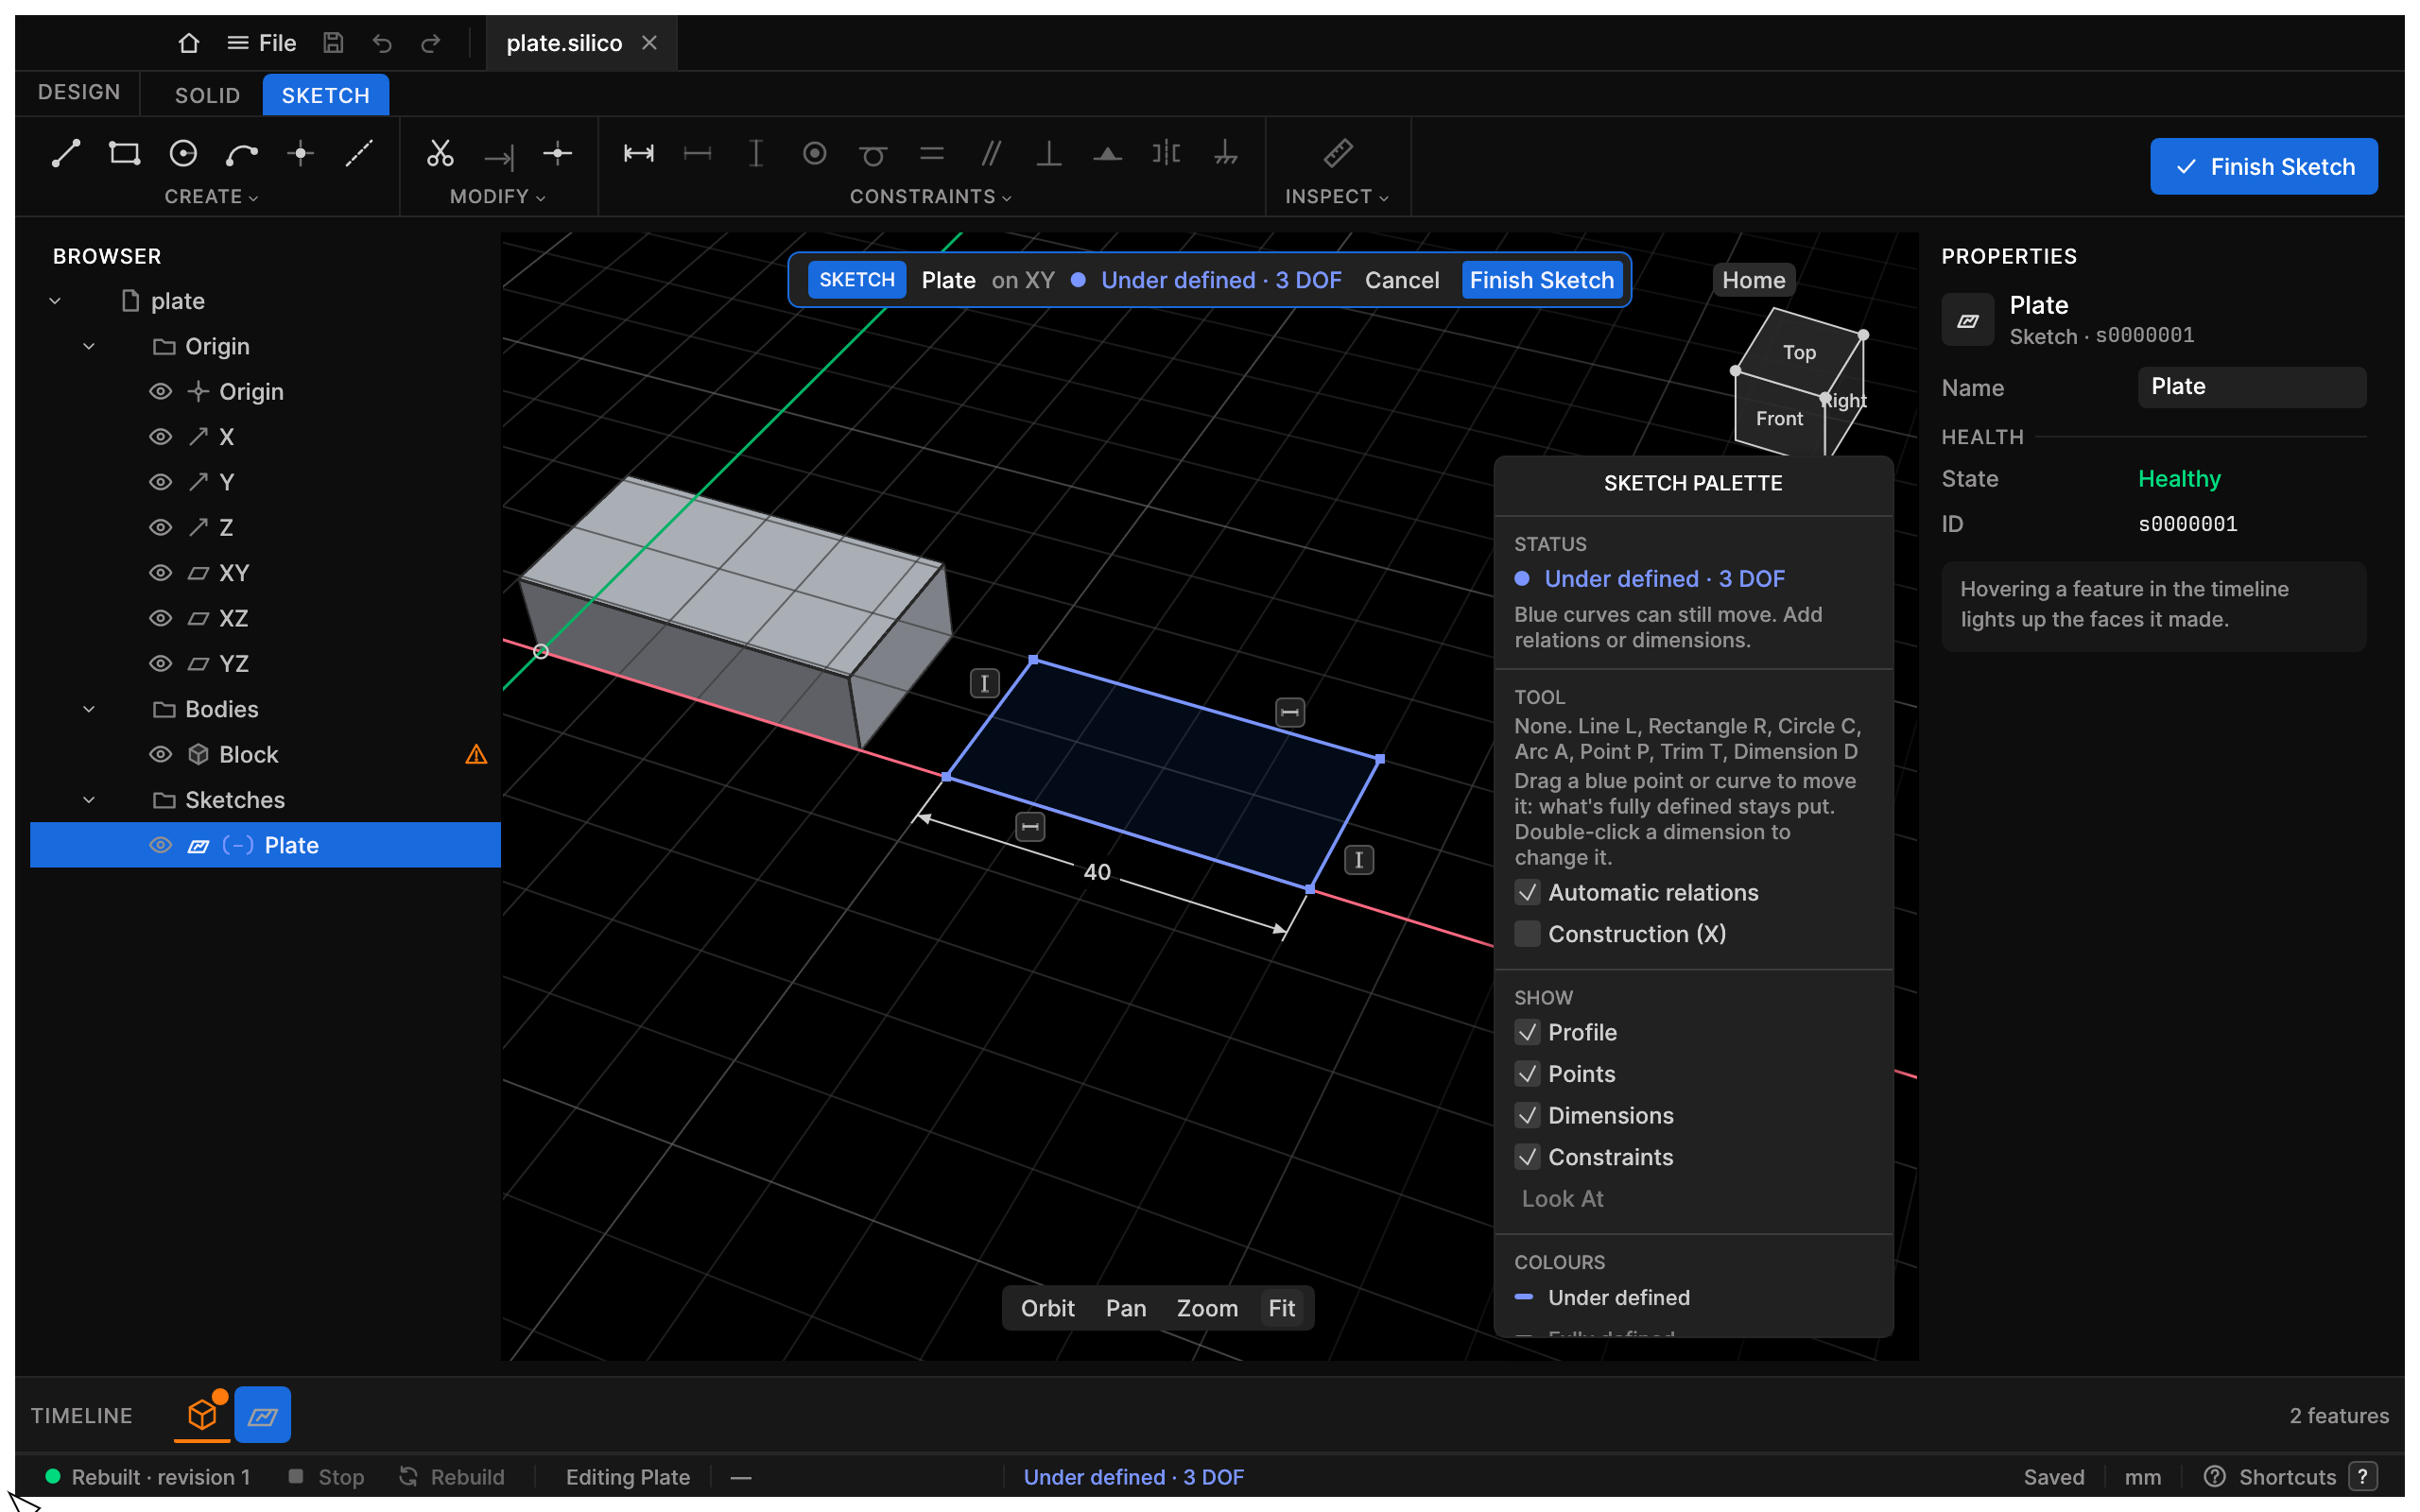 File
plate.silico
DESIGN
SOLID
SKETCH
CREATE
MODIFY
CONSTRAINTS
INSPECT
Finish Sketch
BROWSER
plate
Origin
Origin
X
Y
Z
XY
XZ
YZ
Bodies
Block
Sketches
(-) Plate
SKETCH Plate on XY Under defined · 3 DOF Cancel Finish Sketch
Home
Top
Front
Right
40
SKETCH PALETTE
STATUS
Under defined · 3 DOF
Blue curves can still move. Add
relations or dimensions.
TOOL
None. Line L, Rectangle R, Circle C,
Arc A, Point P, Trim T, Dimension D
Drag a blue point or curve to move
it: what's fully defined stays put.
Double-click a dimension to
change it.
Automatic relations
Construction (X)
SHOW
Profile
Points
Dimensions
Constraints
Look At
COLOURS
Under defined
Fully defined
Orbit Pan Zoom Fit
PROPERTIES
Plate
Sketch · s0000001
Name Plate
HEALTH
State Healthy
ID s0000001
Hovering a feature in the timeline
lights up the faces it made.
TIMELINE
2 features
Rebuilt · revision 1 Stop Rebuild Editing Plate — Under defined · 3 DOF Saved mm Shortcuts ?